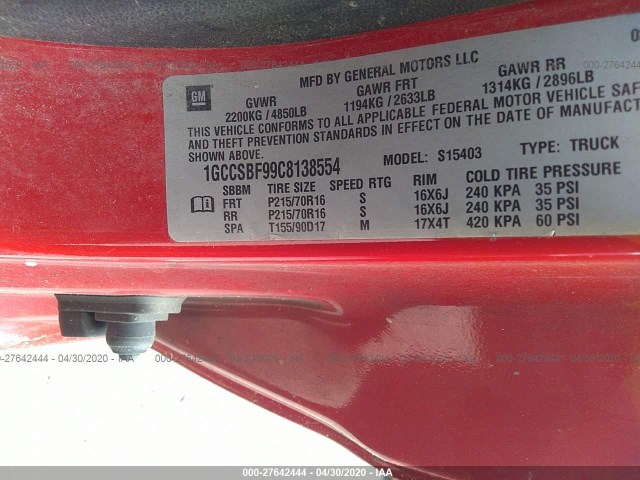 MFD BY GENERAL MOTORS LLC
GM
GVWR GAWR FRT GAWR RR
2200KG / 4850LB 1194KG / 2633LB 1314KG / 2896LB
THIS VEHICLE CONFORMS TO ALL APPLICABLE FEDERAL MOTOR VEHICLE SAF
AND THEFT PREVENTION STANDARDS IN EFFECT ON THE DATE OF MANUFACT
SHOWN ABOVE.
1GCCSBF99C8138554 MODEL: S15403 TYPE: TRUCK
SBBM TIRE SIZE SPEED RTG RIM COLD TIRE PRESSURE
FRT P215/70R16 S 16X6J 240 KPA 35 PSI
RR P215/70R16 S 16X6J 240 KPA 35 PSI
SPA T155/90D17 M 17X4T 420 KPA 60 PSI
000-27642444 - 04/30/2020 - IAA